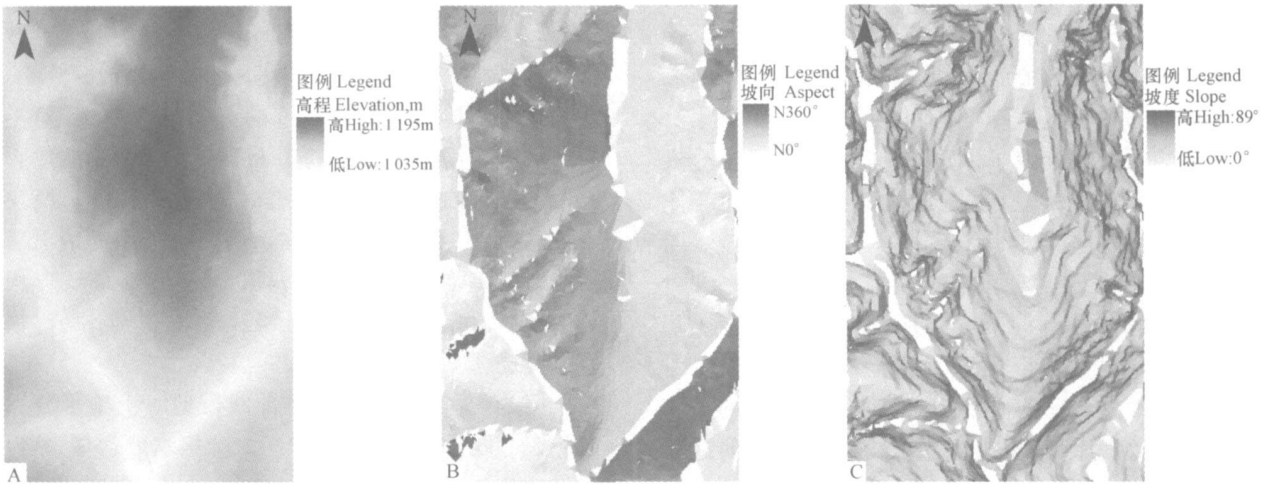 N
图例 Legend
高程 Elevation,m
高High:1 195m
低Low:1 035m
A
N
图例 Legend
坡向 Aspect
N360°
N0°
B
N
图例 Legend
坡度 Slope
高High:89°
低Low:0°
C